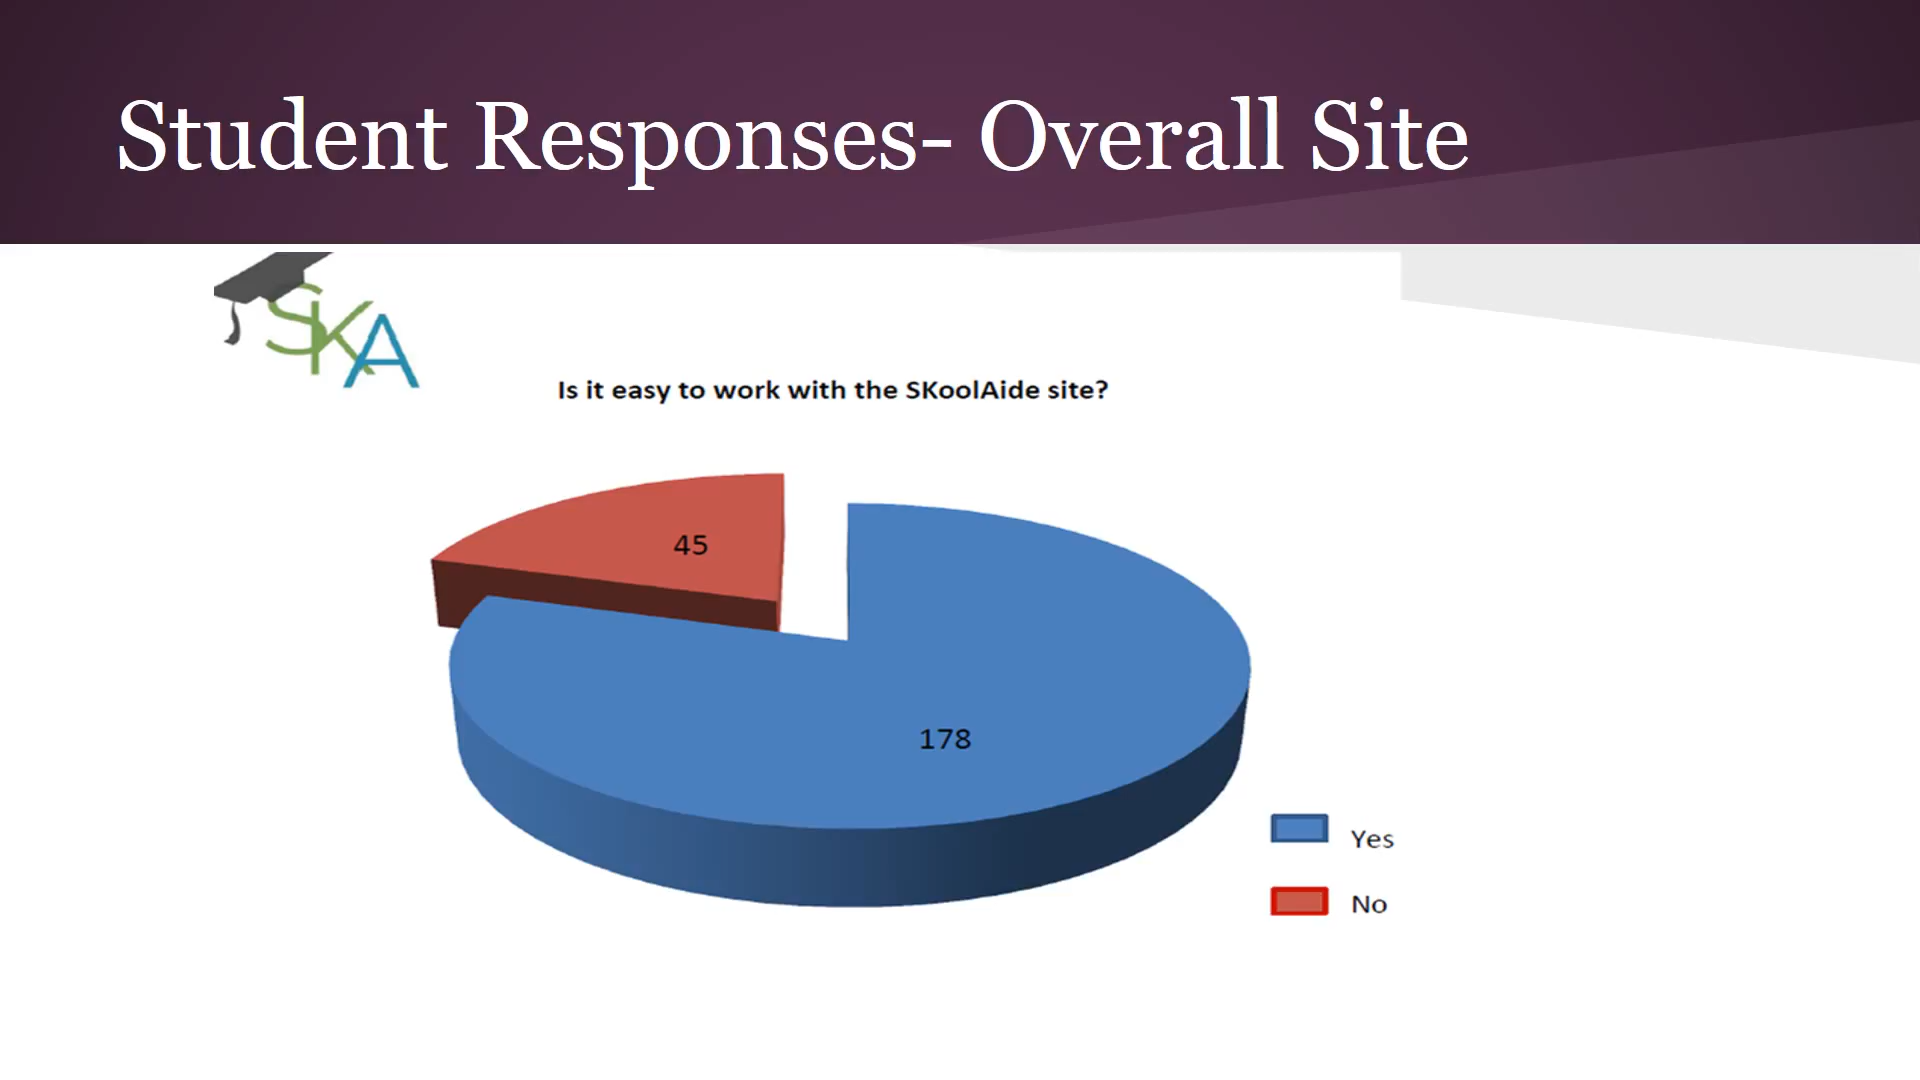 Student Responses- Overall Site
SKA
Is it easy to work with the SKoolAide site?
45
178
Yes
No